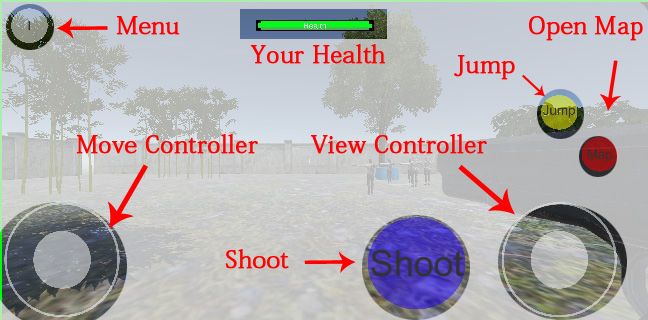 Menu
Your Health
Open Map
Jump
Jump
Map
Move Controller
View Controller
Shoot
Shoot